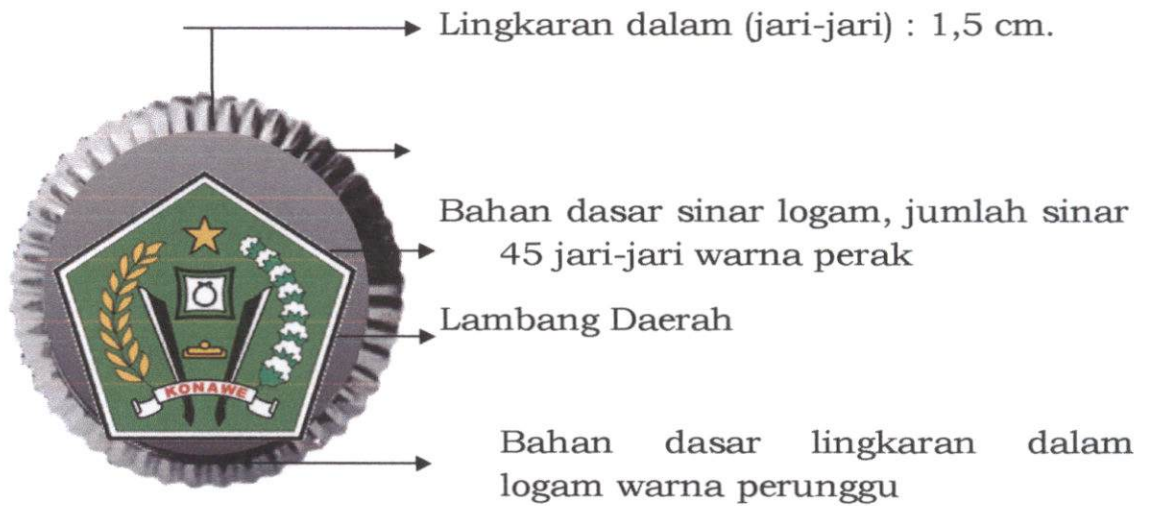 Lingkaran dalam (jari-jari) : 1,5 cm.
Bahan dasar sinar logam, jumlah sinar
45 jari-jari warna perak
Lambang Daerah
KONAWE
Bahan dasar lingkaran dalam
logam warna perunggu